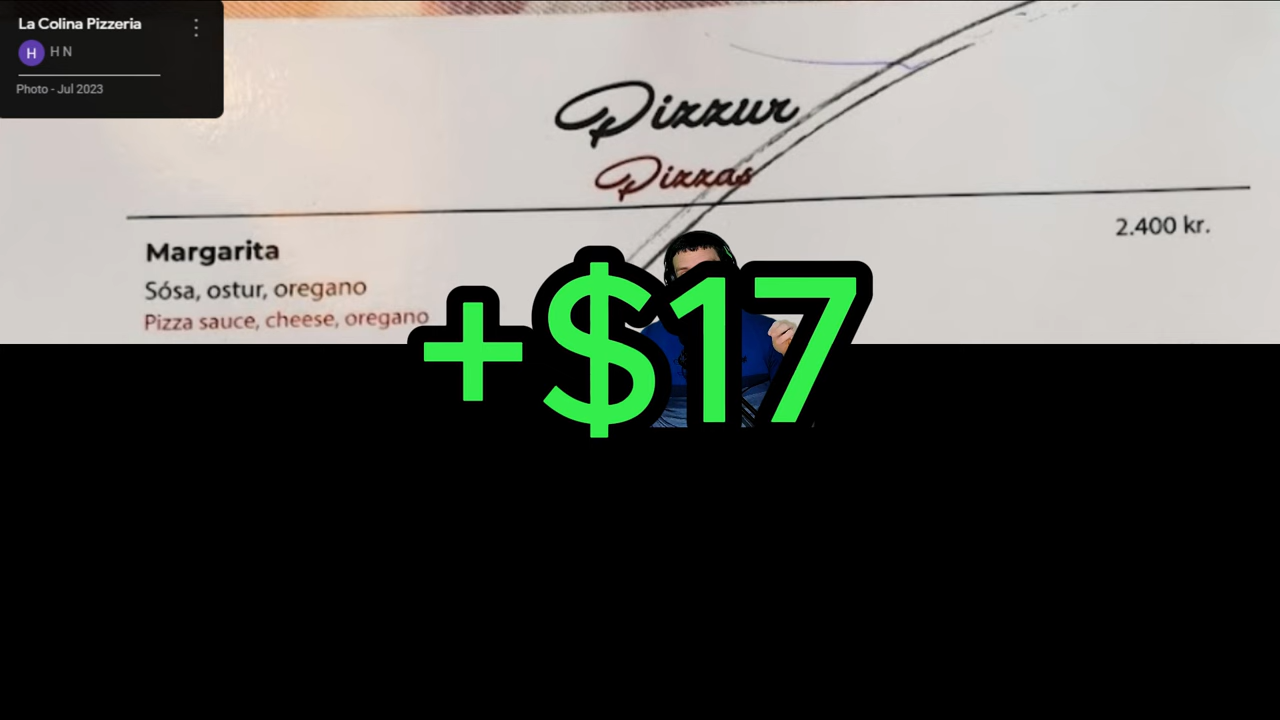 La Colina Pizzeria
H
H N
Photo - Jul 2023
Pizzur
Pizzas
Margarita
2.400 kr.
Sósa, ostur, oregano
Pizza sauce, cheese, oregano
+$17